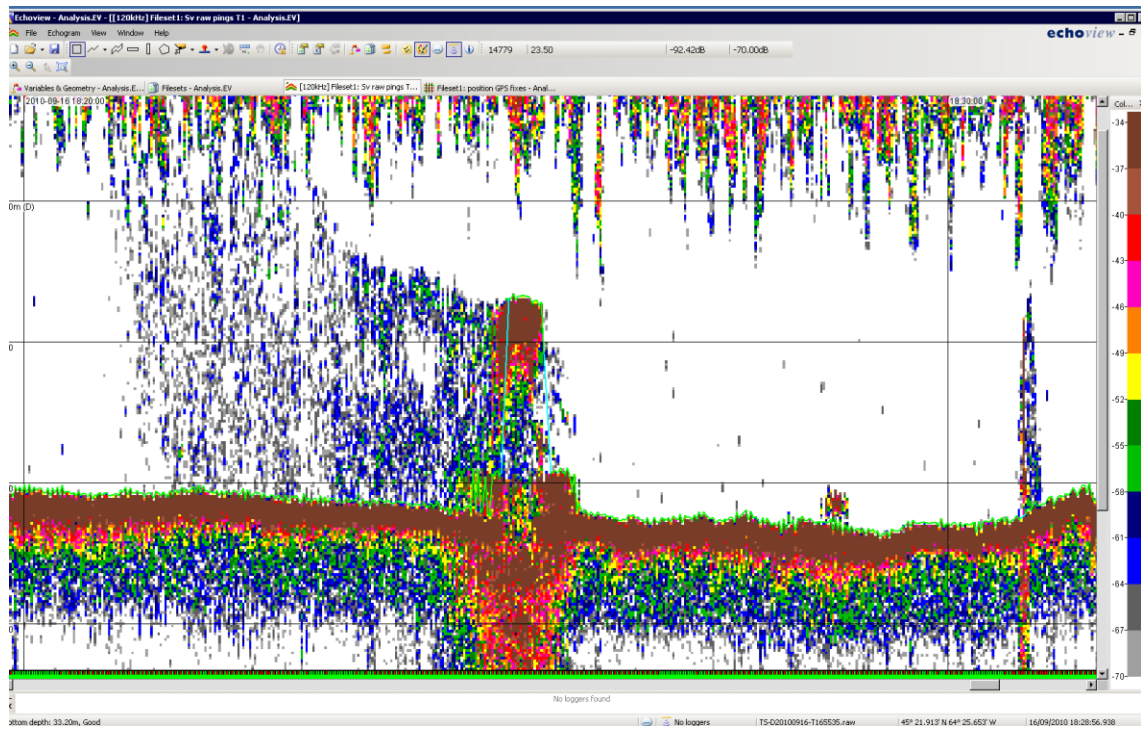 Echoview - Analysis.EV - [[120kHz] Fileset1: Sv raw pings T1 - Analysis.EV]
File Echogram View Window Help
echoview
14779 23.50 -92.42dB -70.00dB
Variables & Geometry - Analysis.E... Filesets - Analysis.EV [120kHz] Fileset1: Sv raw pings T... Fileset1: position GPS fixes - Anal...
2010-09-16 18:20:00 18:30:00 Col...
-34
-37
-40
0m (D)
-43
-46
0
-49
-52
-55
0
-58
-61
-64
0
-67
-70
No loggers found
ottom depth: 33.20m, Good No loggers TS-D20100916-T165535.raw 45° 21.913' N 64° 25.653' W 16/09/2010 18:28:56.938